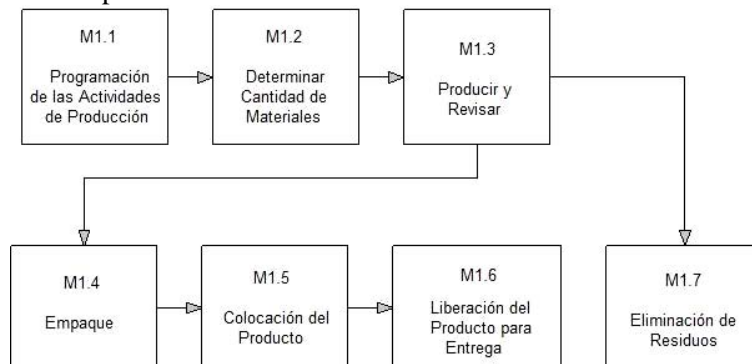 M1.1
Programación
de las Actividades
de Producción
M1.2
Determinar
Cantidad de
Materiales
M1.3
Producir y
Revisar
M1.4
Empaque
M1.5
Colocación del
Producto
M1.6
Liberación del
Producto para
Entrega
M1.7
Eliminación de
Residuos